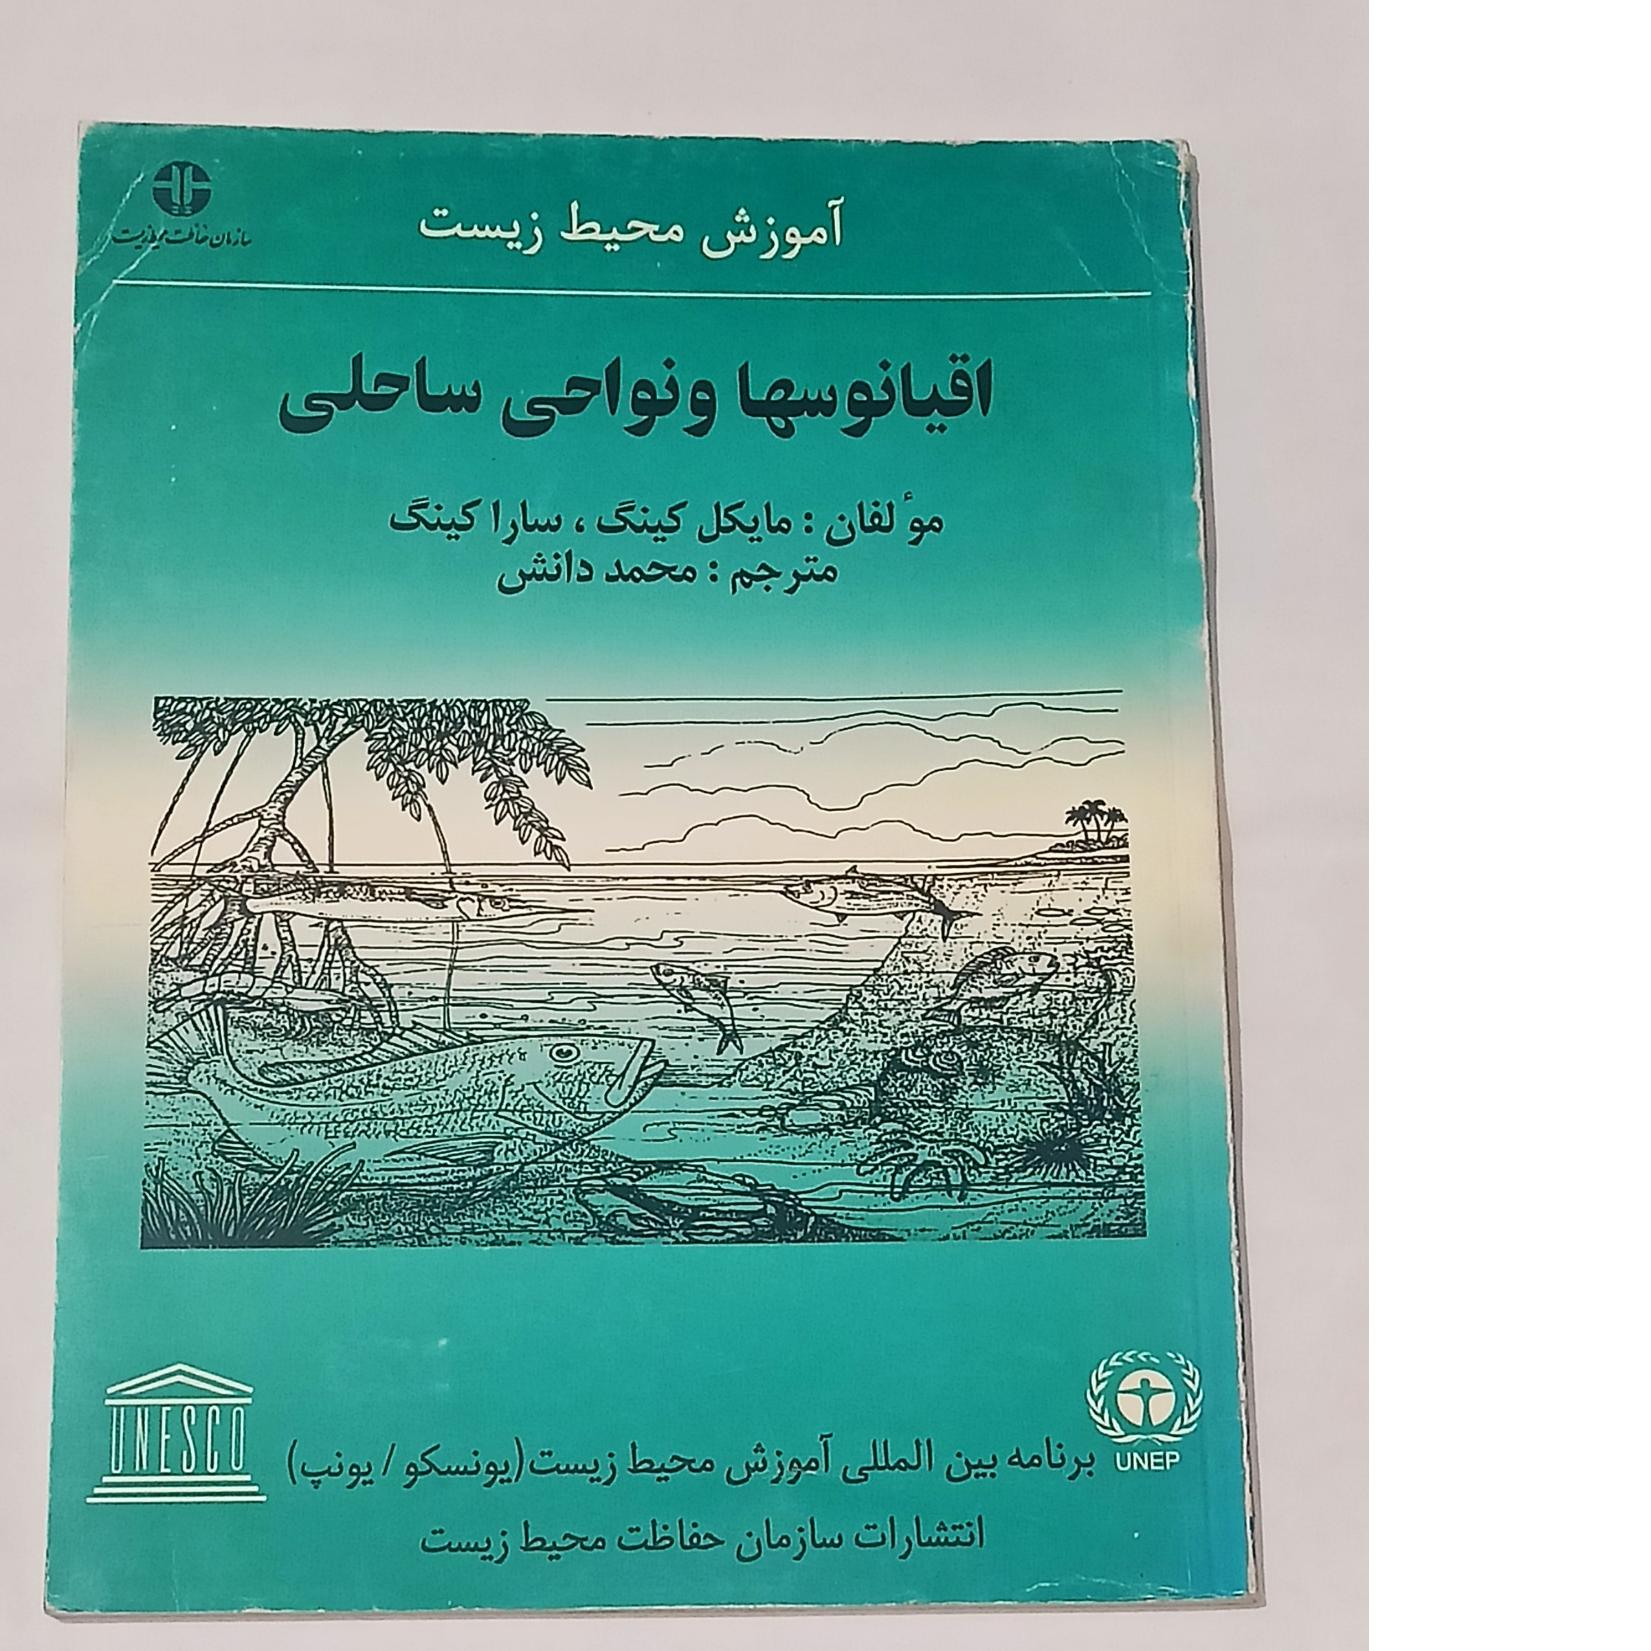 سازمان حفاظت محیط زیست
آموزش محیط زیست
اقیانوسها ونواحی ساحلی
موٴلفان : مایکل کینگ ، سارا کینگ
مترجم : محمد دانش
UNEP
UNESCO
برنامه بین المللی آموزش محیط زیست (یونسکو / یونپ)
انتشارات سازمان حفاظت محیط زیست